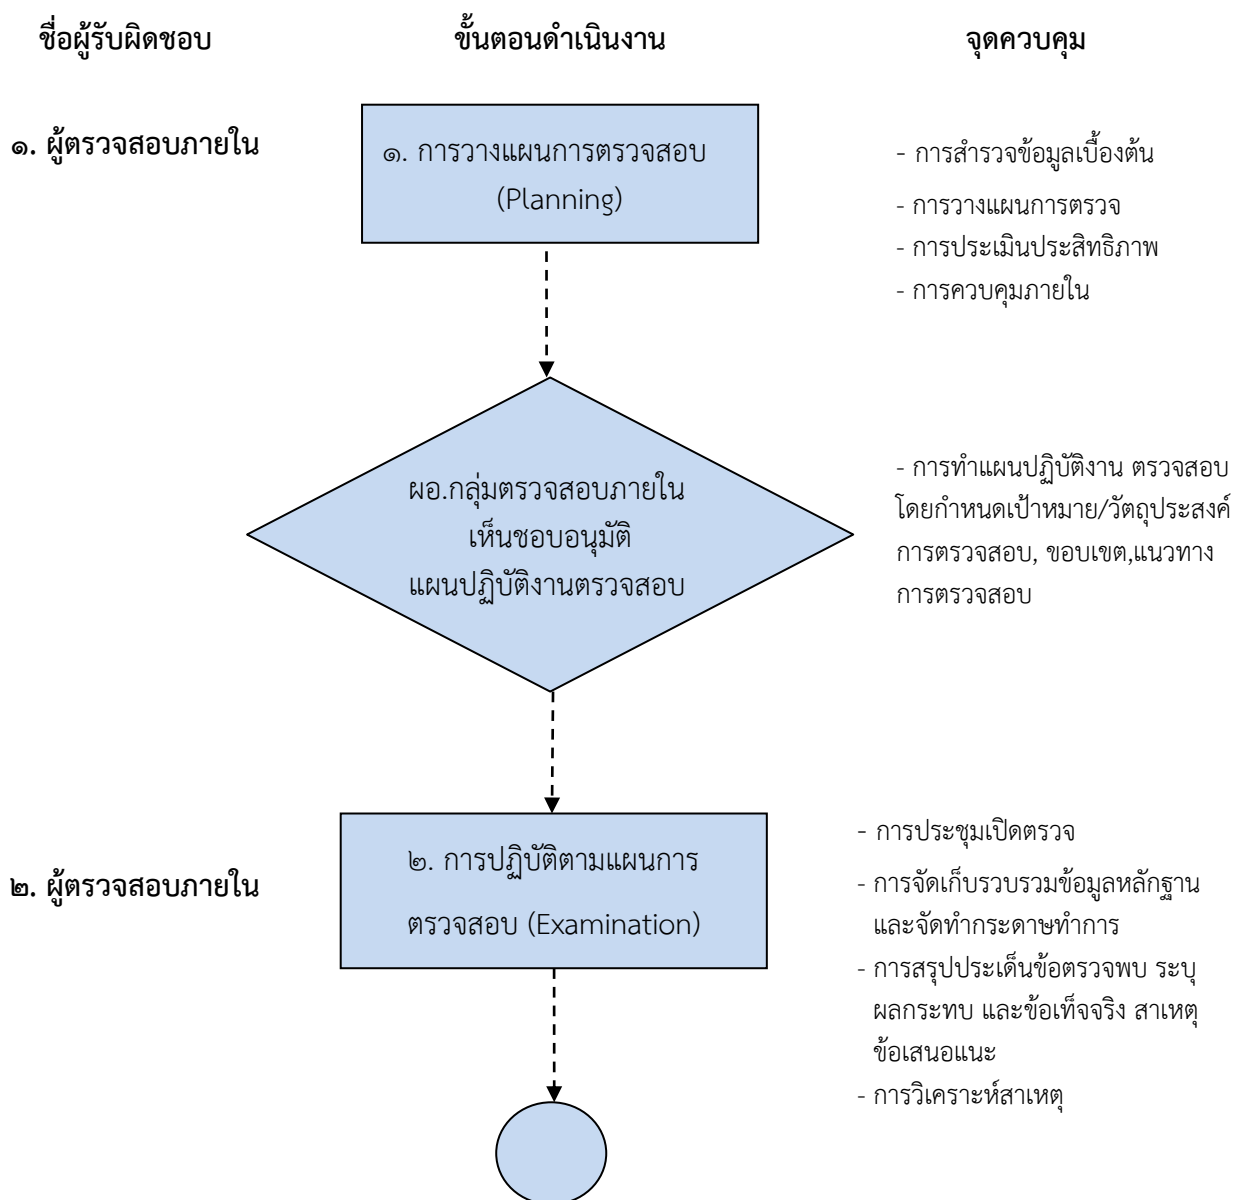 ชื่อผู้รับผิดชอบ ขั้นตอนดำเนินงาน จุดควบคุม
๑. ผู้ตรวจสอบภายใน
๑. การวางแผนการตรวจสอบ
(Planning)
- การสำรวจข้อมูลเบื้องต้น
- การวางแผนการตรวจ
- การประเมินประสิทธิภาพ
- การควบคุมภายใน
ผอ.กลุ่มตรวจสอบภายใน
เห็นชอบอนุมัติ
แผนปฏิบัติงานตรวจสอบ
- การทำแผนปฏิบัติงาน ตรวจสอบ
โดยกำหนดเป้าหมาย/วัตถุประสงค์
การตรวจสอบ, ขอบเขต,แนวทาง
การตรวจสอบ
๒. ผู้ตรวจสอบภายใน
๒. การปฏิบัติตามแผนการ
ตรวจสอบ (Examination)
- การประชุมเปิดตรวจ
- การจัดเก็บรวบรวมข้อมูลหลักฐาน
และจัดทำกระดาษทำการ
- การสรุปประเด็นข้อตรวจพบ ระบุ
ผลกระทบ และข้อเท็จจริง สาเหตุ
ข้อเสนอแนะ
- การวิเคราะห์สาเหตุ